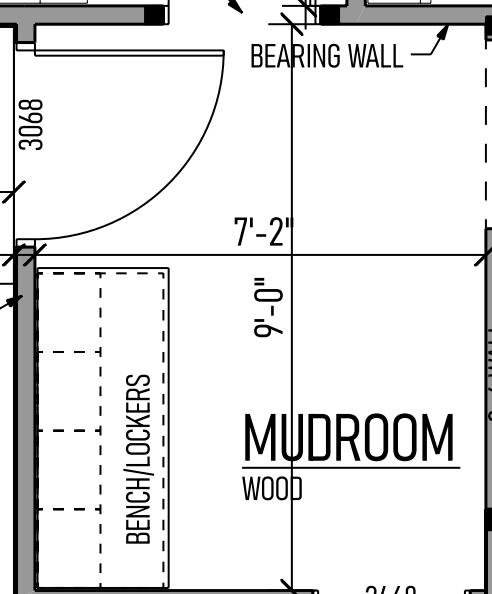 BEARING WALL
3068
7'-2"
9'-0"
BENCH/LOCKERS
MUDROOM
WOOD